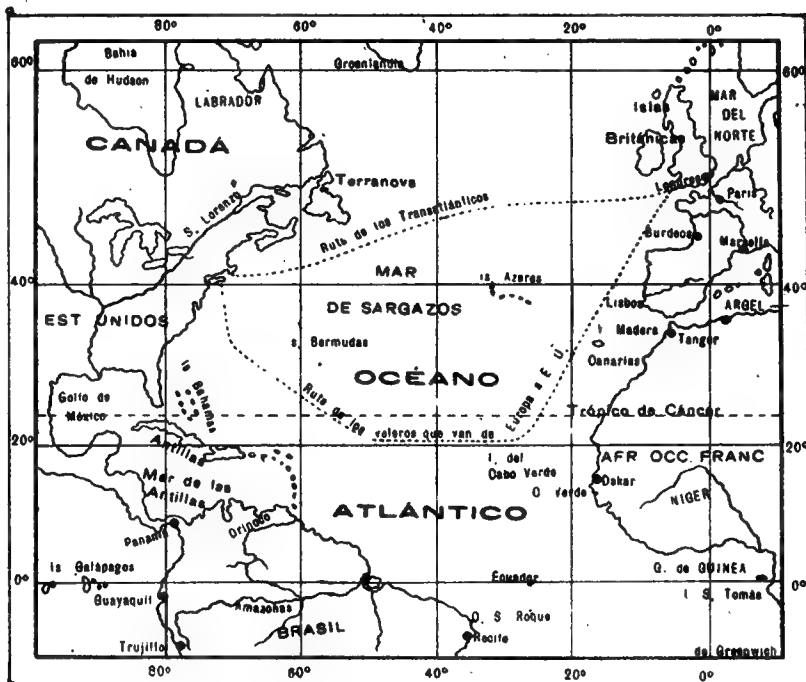 80° 60° 40° 20° 0°
60° 60°
Bahia
de Hudson
Groenlandia
LABRADOR
CANADÁ
Islas
Británicas
MAR
DEL
NORTE
Terranova
S. Lorenzo
Londres
Paris
Ruta de los Transatlánticos
Burdeos
Marsella
40° 40°
MAR
DE SARGAZOS
Is Azores
Lisboa
ARGEL
EST UNIDOS
Madera
Tanger
s. Bermudas
Canarias
OCÉANO
Golfo de
México
Is Bahamas
Ruta de los veleros que van de Europa a E. U.
Trópico de Cáncer
20° 20°
Antillas
Mar de las
Antillas
I. del
Cabo Verde
C. Verde
AFR OCC. FRANC
Dakar
NIGER
ATLÁNTICO
Panamá
Orinoco
Is Galápagos
0° 0°
Ecuador
G. de GUINEA
I. S. Tomás
Guayaquil
Amazonas
BRASIL
C. S Roque
Recife
Trujillo
de Greenwich
80° 60° 40° 20° 0°